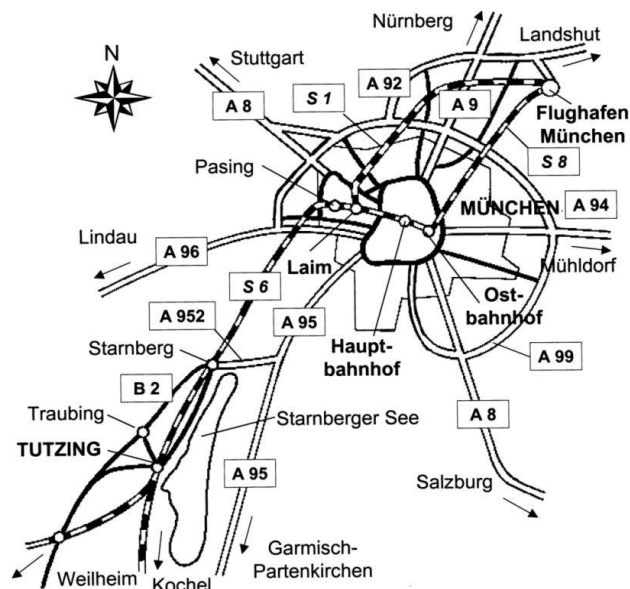 Nürnberg
Landshut
N
Stuttgart
A 92
S 1
A 8
A 9
Flughafen
München
Pasing
S 8
MÜNCHEN
A 94
Lindau
A 96
Laim
Mühldorf
S 6
Ost-
bahnhof
A 952
A 95
Haupt-
bahnhof
A 99
Starnberg
B 2
A 8
Traubing
Starnberger See
TUTZING
A 95
Salzburg
Garmisch-
Partenkirchen
Weilheim
Kochel